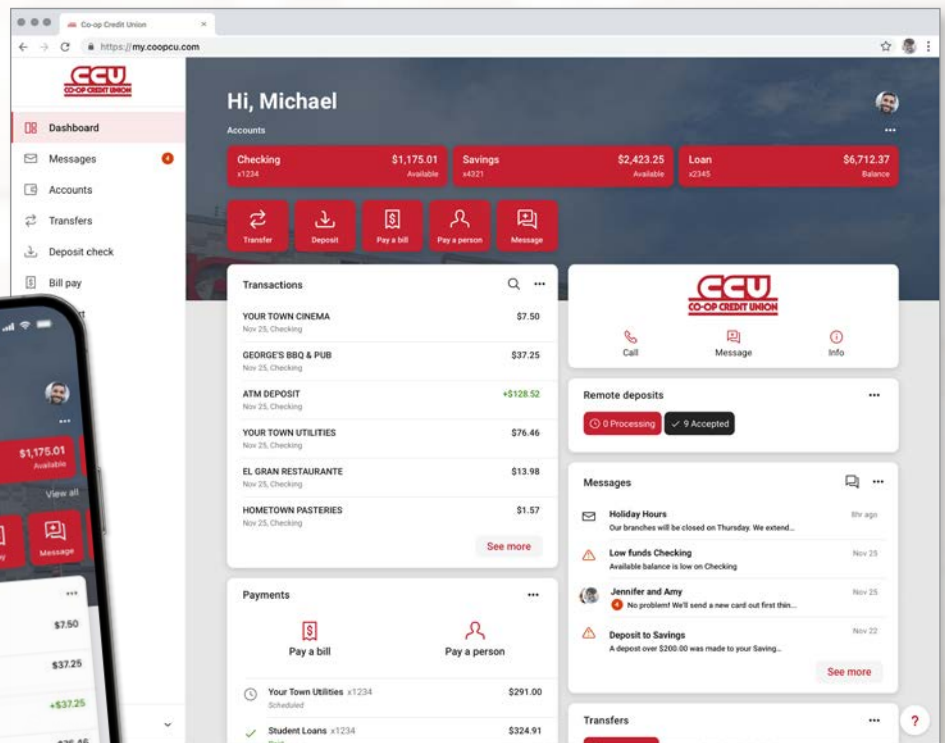 Co-op Credit Union
https://my.coopcu.com
CCU
CO-OP CREDIT UNION
Dashboard
Messages 4
Accounts
Transfers
Deposit check
Bill pay
Hi, Michael
Accounts
Checking $1,175.01
x1234 Available
Savings $2,423.25
x4321 Available
Loan $6,712.37
x2345 Balance
Transfer
Deposit
Pay a bill
Pay a person
Message
Transactions
YOUR TOWN CINEMA $7.50
Nov 25, Checking
GEORGE'S BBQ & PUB $37.25
Nov 25, Checking
ATM DEPOSIT +$128.52
Nov 25, Checking
YOUR TOWN UTILITIES $76.46
Nov 25, Checking
EL GRAN RESTAURANTE $13.98
Nov 25, Checking
HOMETOWN PASTERIES $1.57
Nov 25, Checking
See more
Payments
Pay a bill
Pay a person
Your Town Utilities x1234 $291.00
Scheduled
Student Loans x1234 $324.91
CCU
CO-OP CREDIT UNION
Call
Message
Info
Remote deposits
0 Processing
9 Accepted
Messages
Holiday Hours 8hr ago
Our branches will be closed on Thursday. We extend...
Low funds Checking Nov 25
Available balance is low on Checking
Jennifer and Amy Nov 25
4 No problem! We'll send a new card out first thin...
Deposit to Savings Nov 22
A depost over $200.00 was made to your Saving...
See more
Transfers
?
$1,175.01
Available
View all
Message
$7.50
$37.25
+$37.25